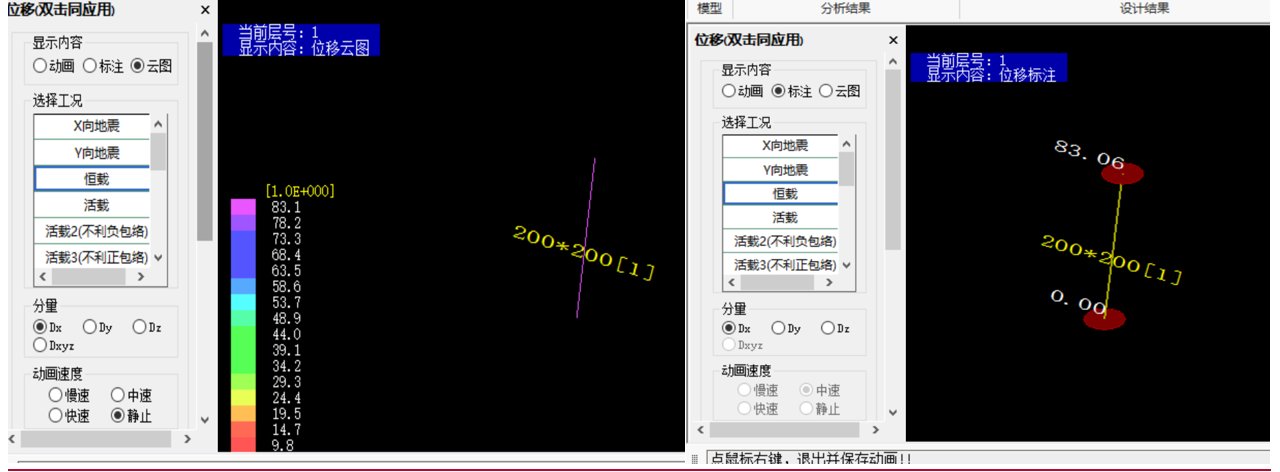 位移(双击同应用)
×
显示内容
动画 标注 云图
选择工况
X向地震
Y向地震
恒载
活载
活载2(不利负包络)
活载3(不利正包络)
分量
Dx Dy Dz
Dxyz
动画速度
慢速 中速
快速 静止
当前层号: 1
显示内容: 位移云图
[1.0E+000]
83.1
78.2
73.3
68.4
63.5
58.6
53.7
48.9
44.0
39.1
34.2
29.3
24.4
19.5
14.7
9.8
200*200[1]
模型 分析结果 设计结果
位移(双击同应用)
×
显示内容
动画 标注 云图
选择工况
X向地震
Y向地震
恒载
活载
活载2(不利负包络)
活载3(不利正包络)
分量
Dx Dy Dz
Dxyz
动画速度
慢速 中速
快速 静止
当前层号: 1
显示内容: 位移标注
83.06
200*200[1]
0.00
点鼠标右键, 退出并保存动画!!